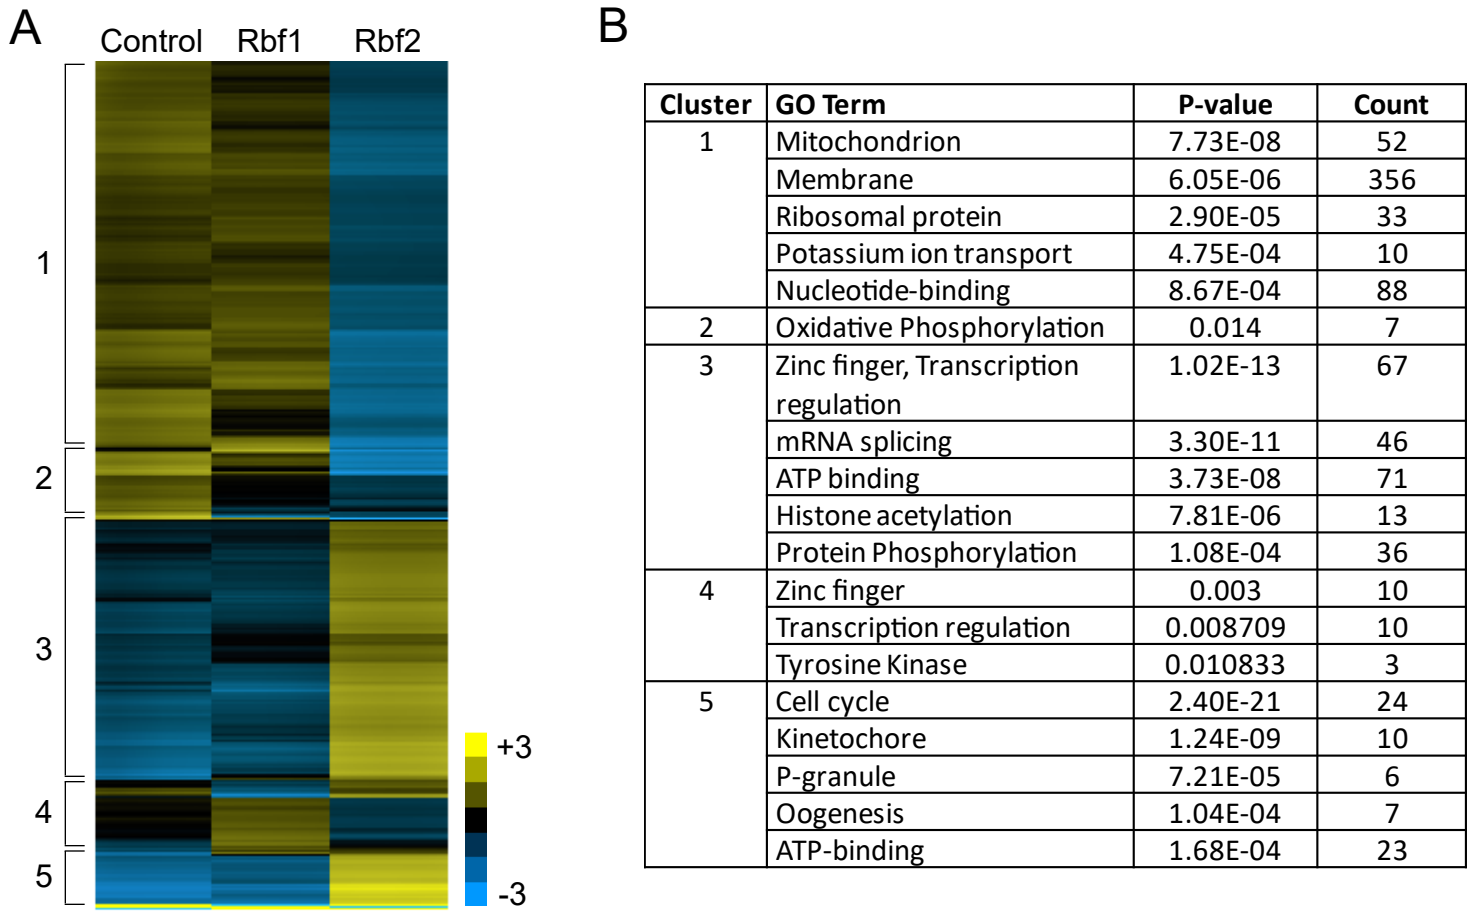 A
Control Rbf1 Rbf2
1
2
3
4
5
+3
-3
B
Cluster GO Term P-value Count
1 Mitochondrion 7.73E-08 52
Membrane 6.05E-06 356
Ribosomal protein 2.90E-05 33
Potassium ion transport 4.75E-04 10
Nucleotide-binding 8.67E-04 88
2 Oxidative Phosphorylation 0.014 7
3 Zinc finger, Transcription 1.02E-13 67
regulation
mRNA splicing 3.30E-11 46
ATP binding 3.73E-08 71
Histone acetylation 7.81E-06 13
Protein Phosphorylation 1.08E-04 36
4 Zinc finger 0.003 10
Transcription regulation 0.008709 10
Tyrosine Kinase 0.010833 3
5 Cell cycle 2.40E-21 24
Kinetochore 1.24E-09 10
P-granule 7.21E-05 6
Oogenesis 1.04E-04 7
ATP-binding 1.68E-04 23